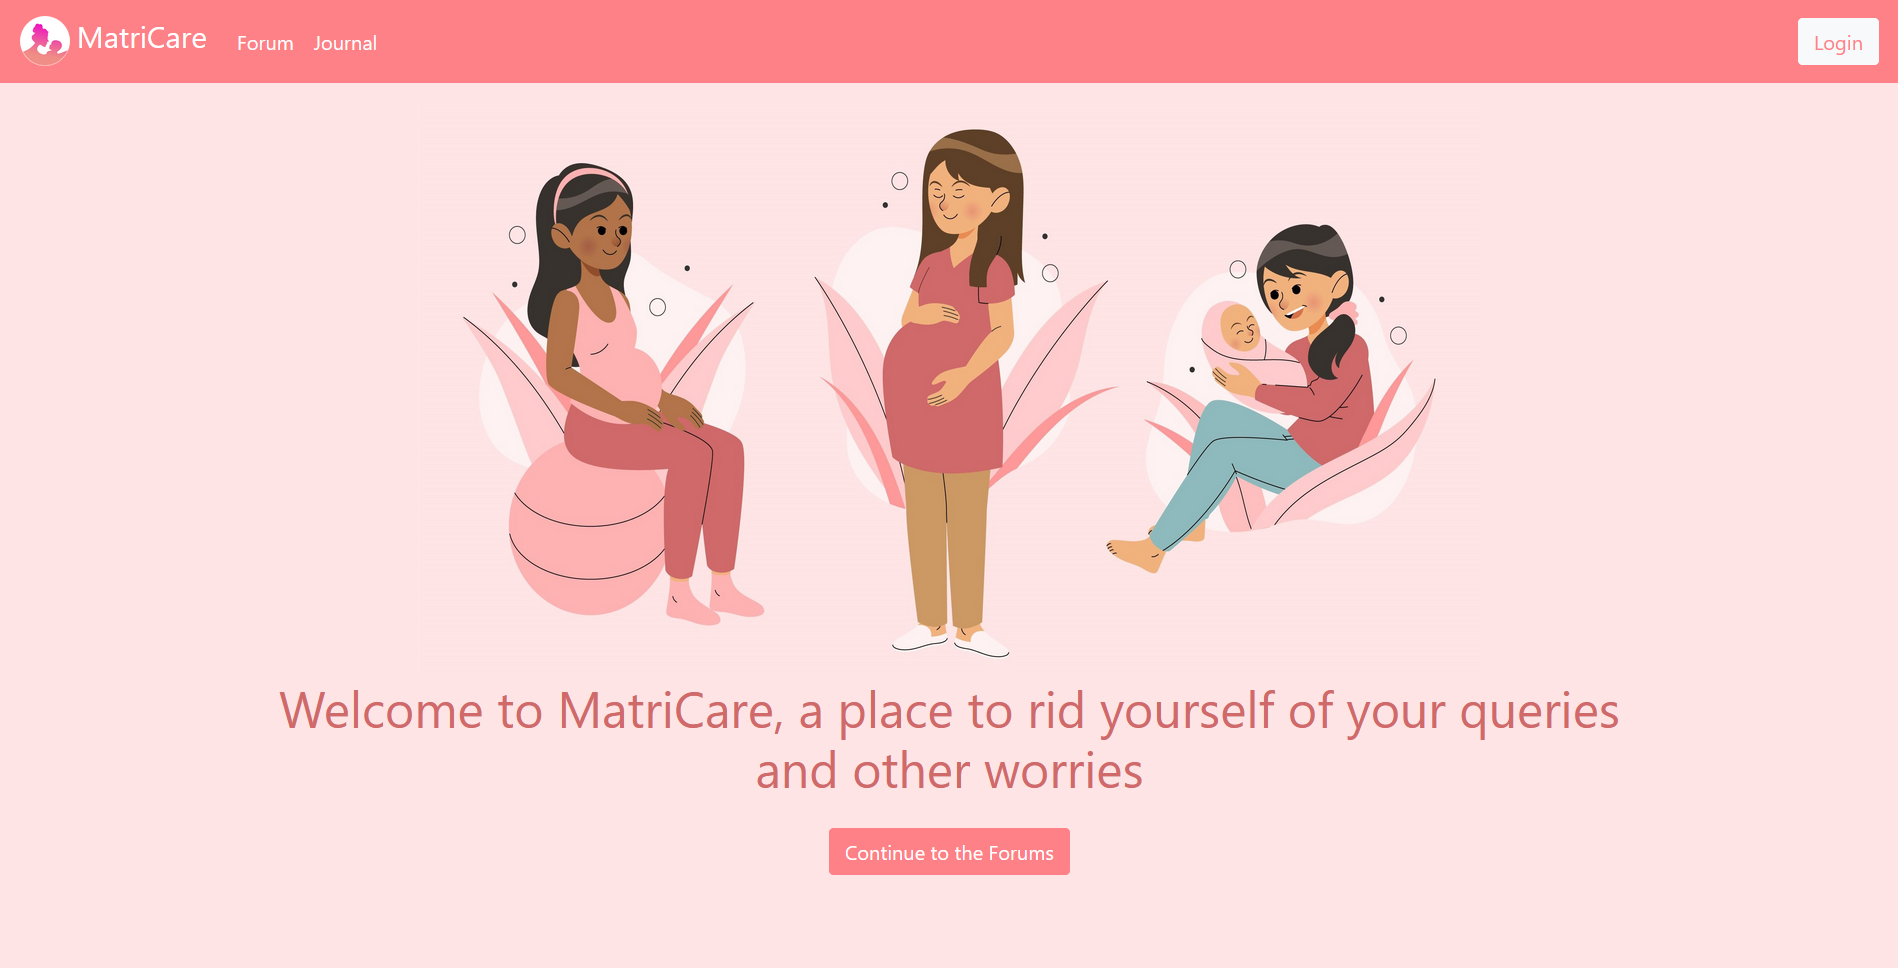 MatriCare Forum Journal Login
Welcome to MatriCare, a place to rid yourself of your queries
and other worries
Continue to the Forums